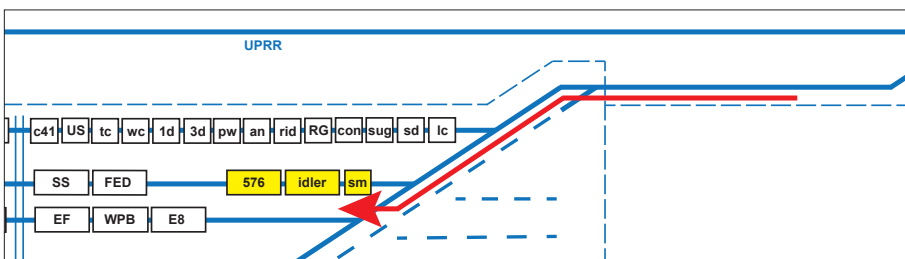 UPRR
c41 US tc wc 1d 3d pw an rid RG con sug sd lc
SS FED 576 idler sm
EF WPB E8